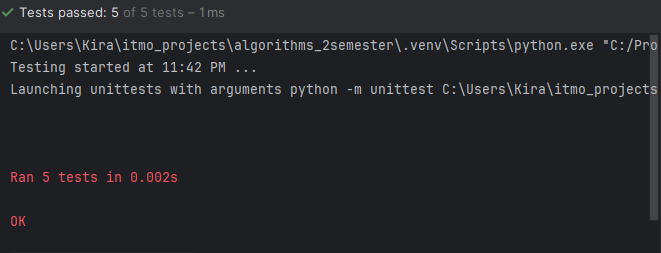 Tests passed: 5 of 5 tests – 1 ms
C:\Users\Kira\itmo_projects\algorithms_2semester\.venv\Scripts\python.exe "C:/Pro
Testing started at 11:42 PM ...
Launching unittests with arguments python -m unittest C:\Users\Kira\itmo_projects
Ran 5 tests in 0.002s
OK